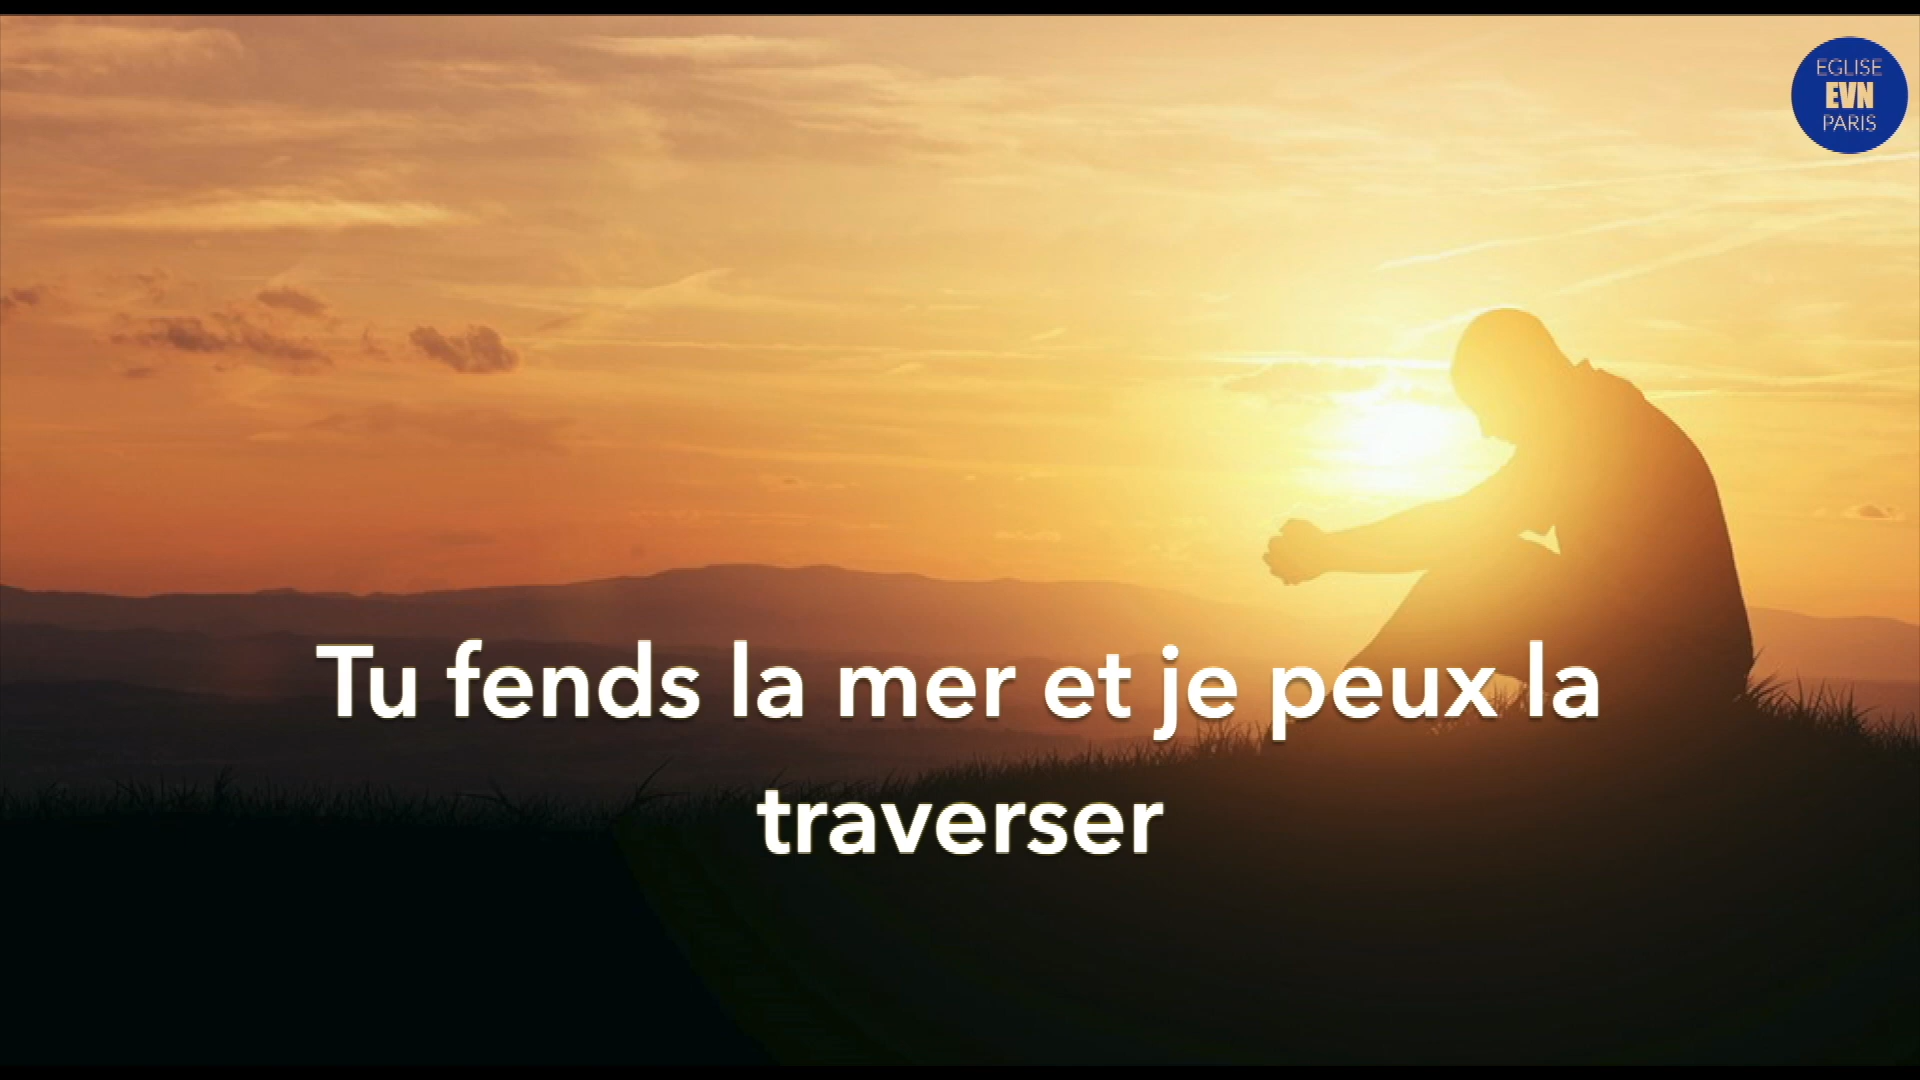 EGLISE
EVN
PARIS
Tu fends la mer et je peux la
traverser